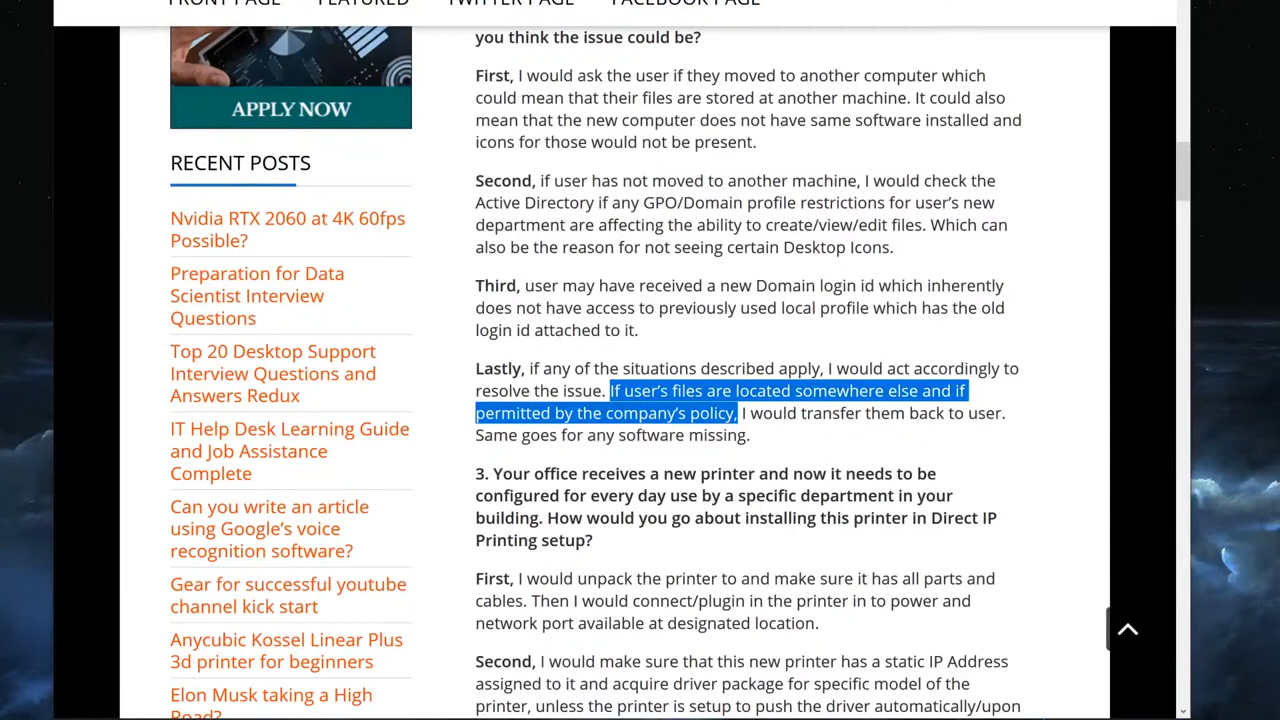 FRONT PAGE FEATURED TWITTER PAGE FACEBOOK PAGE
APPLY NOW
RECENT POSTS
Nvidia RTX 2060 at 4K 60fps
Possible?
Preparation for Data
Scientist Interview
Questions
Top 20 Desktop Support
Interview Questions and
Answers Redux
IT Help Desk Learning Guide
and Job Assistance
Complete
Can you write an article
using Google’s voice
recognition software?
Gear for successful youtube
channel kick start
Anycubic Kossel Linear Plus
3d printer for beginners
Elon Musk taking a High
Road?
you think the issue could be?
First, I would ask the user if they moved to another computer which
could mean that their files are stored at another machine. It could also
mean that the new computer does not have same software installed and
icons for those would not be present.
Second, if user has not moved to another machine, I would check the
Active Directory if any GPO/Domain profile restrictions for user’s new
department are affecting the ability to create/view/edit files. Which can
also be the reason for not seeing certain Desktop Icons.
Third, user may have received a new Domain login id which inherently
does not have access to previously used local profile which has the old
login id attached to it.
Lastly, if any of the situations described apply, I would act accordingly to
resolve the issue. If user’s files are located somewhere else and if
permitted by the company’s policy, I would transfer them back to user.
Same goes for any software missing.
3. Your office receives a new printer and now it needs to be
configured for every day use by a specific department in your
building. How would you go about installing this printer in Direct IP
Printing setup?
First, I would unpack the printer to and make sure it has all parts and
cables. Then I would connect/plugin in the printer in to power and
network port available at designated location.
Second, I would make sure that this new printer has a static IP Address
assigned to it and acquire driver package for specific model of the
printer, unless the printer is setup to push the driver automatically/upon